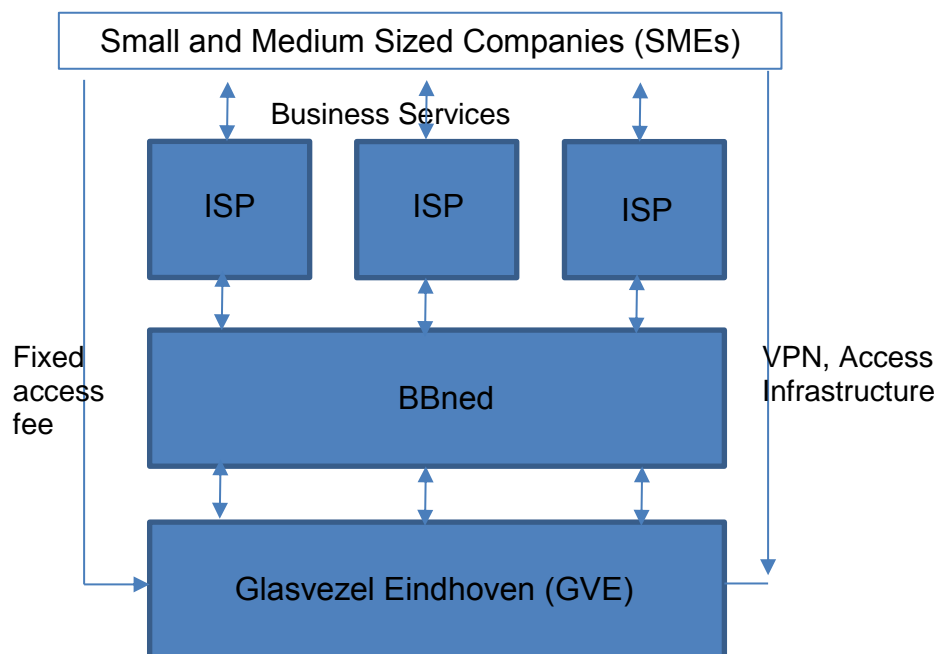 Small and Medium Sized Companies (SMEs)
Business Services
ISP
ISP
ISP
Fixed
access
fee
BBned
VPN, Access
Infrastructure
Glasvezel Eindhoven (GVE)